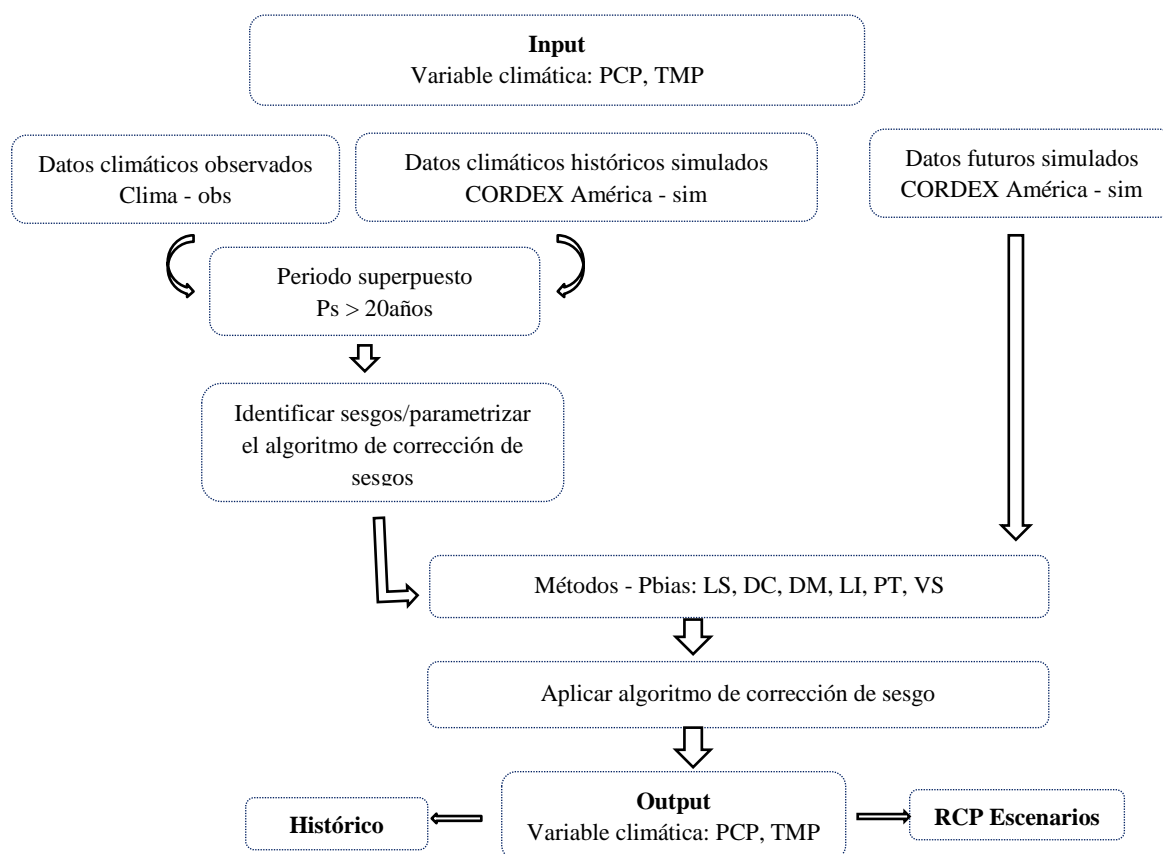 Input
Variable climática: PCP, TMP
Datos climáticos observados
Clima - obs
Datos climáticos históricos simulados
CORDEX América - sim
Datos futuros simulados
CORDEX América - sim
Periodo superpuesto
Ps > 20años
Identificar sesgos/parametrizar
el algoritmo de corrección de
sesgos
Métodos - Pbias: LS, DC, DM, LI, PT, VS
Aplicar algoritmo de corrección de sesgo
Output
Variable climática: PCP, TMP
Histórico
RCP Escenarios